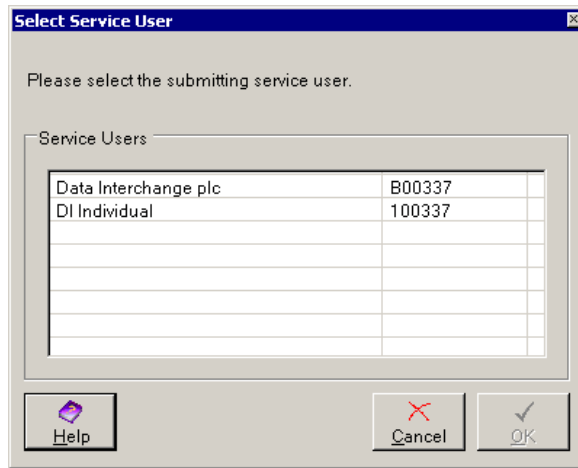 Select Service User
Please select the submitting service user.
Service Users
Data Interchange plc B00337
DI Individual 100337
Help Cancel OK